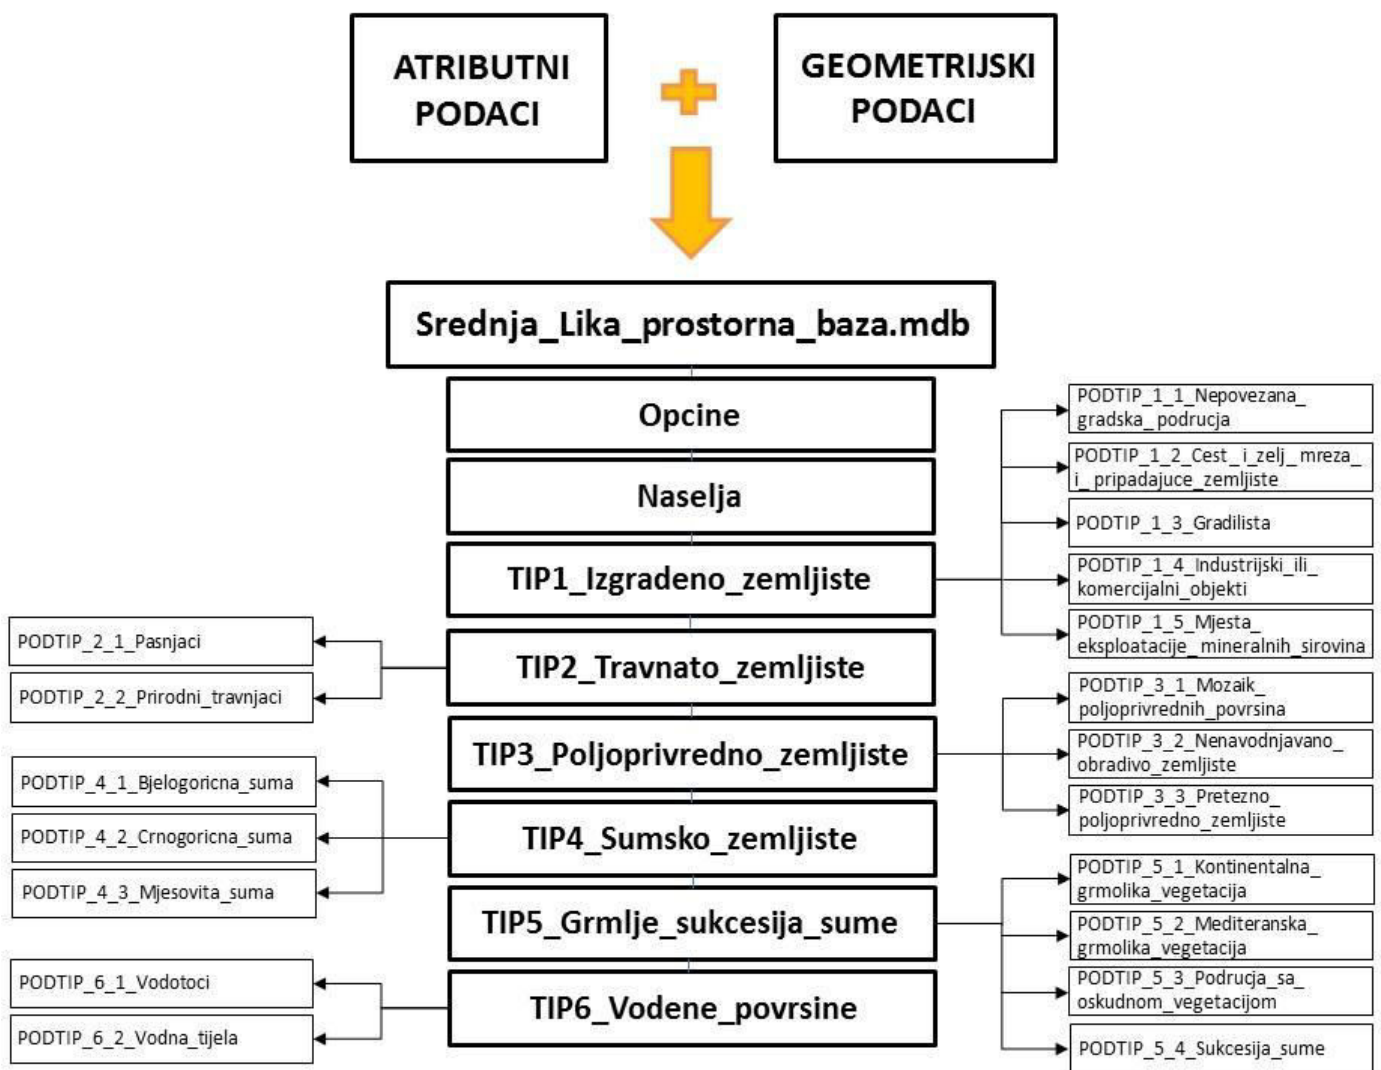 ATRIBUTNI
PODACI
GEOMETRIJSKI
PODACI
Srednja_Lika_prostorna_baza.mdb
Opcine
Naselja
TIP1_Izgradeno_zemljiste
PODTIP_1_1_Nepovezana_
gradska_podrucja
PODTIP_1_2_Cest_i_zelj_mreza_
i_pripadajuce_zemljiste
PODTIP_1_3_Gradilista
PODTIP_1_4_Industrijski_ili_
komercijalni_objekti
PODTIP_1_5_Mjesta_
eksploatacije_mineralnih_sirovina
TIP2_Travnato_zemljiste
PODTIP_2_1_Pasnjaci
PODTIP_2_2_Prirodni_travnjaci
TIP3_Poljoprivredno_zemljiste
PODTIP_3_1_Mozaik_
poljoprivrednih_povrsina
PODTIP_3_2_Nenavodnjavano_
obradivo_zemljiste
PODTIP_3_3_Pretezno_
poljoprivredno_zemljiste
TIP4_Sumsko_zemljiste
PODTIP_4_1_Bjelogoricna_suma
PODTIP_4_2_Crnogoricna_suma
PODTIP_4_3_Mjesovita_suma
TIP5_Grmlje_sukcesija_sume
PODTIP_5_1_Kontinentalna_
grmolika_vegetacija
PODTIP_5_2_Mediteranska_
grmolika_vegetacija
PODTIP_5_3_Podrucja_sa_
oskudnom_vegetacijom
PODTIP_5_4_Sukcesija_sume
TIP6_Vodene_povrsine
PODTIP_6_1_Vodotoci
PODTIP_6_2_Vodna_tijela